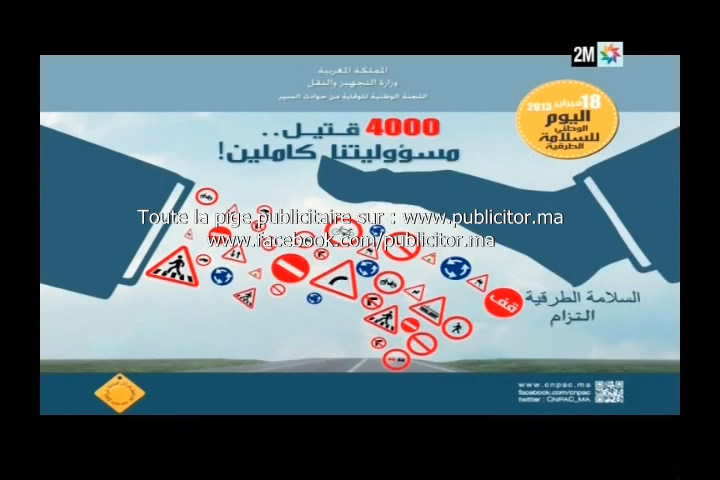 2M
المملكة المغربية
وزارة التجهيز والنقل
اللجنة الوطنية للوقاية من حوادث السير
18 فبراير 2013
اليوم
الوطني
للسلامة
الطرقية
4000 قتيل..
مسؤوليتنا كاملين!
Toute la pige publicitaire sur : www.publicitor.ma
www.facebook.com/publicitor.ma
قف
السلامة الطرقية
التزام
www.cnpac.ma
facebook.com/cnpac
twitter : CNPAC_MA